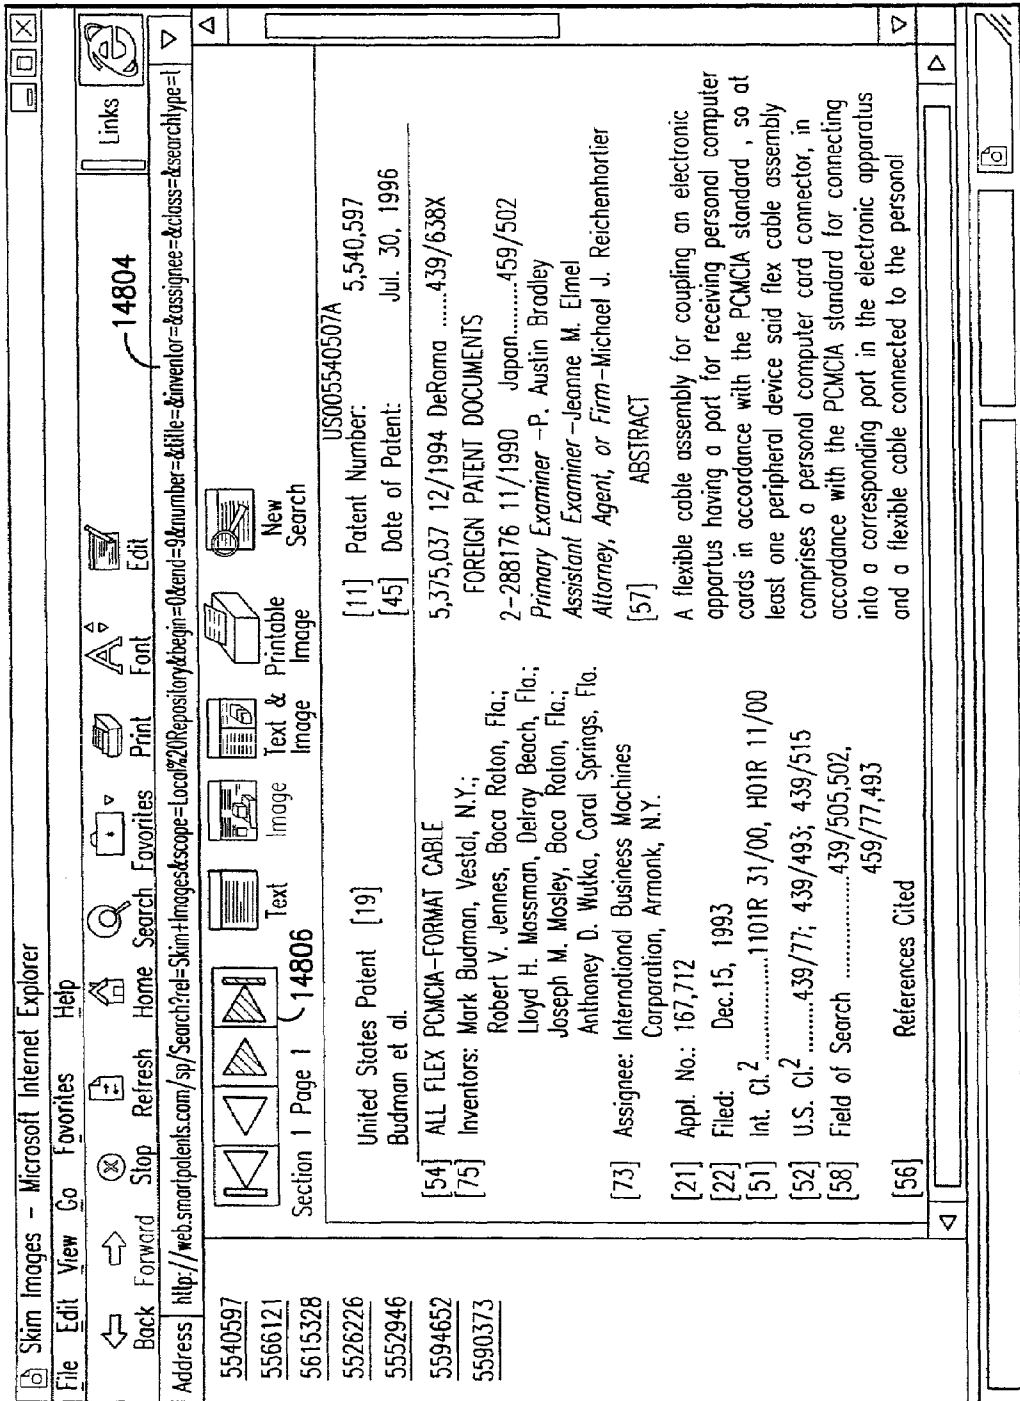 Skim Images - Microsoft Internet Explorer
File Edit View Go Favorites Help
Back Forward Stop Refresh Home Search Favorites Print Font Edit
Links
Address http://web.smartpatents.com/sp/Search?rel=Skim+Images&scope=Local%20Repository&begin=0&end=9&number=&title=&inventor=&assignee=&class=&searchtype=
14804
5540597
5566121
5615328
5526226
5552946
5594652
5590373
Text
Image
Text & Image
Printable Image
New Search
14806
Section 1 Page 1
US005540507A
United States Patent [19]
Budman et al.
[11] Patent Number: 5,540,597
[45] Date of Patent: Jul. 30, 1996
[54] ALL FLEX PCMCIA-FORMAT CABLE
[75] Inventors: Mark Budman, Vestal, N.Y.;
Robert V. Jennes, Boca Raton, Fla.;
Lloyd H. Massman, Delray Beach, Fla.;
Joseph M. Mosley, Boca Raton, Fla.;
Anthoney D. Wutka, Coral Springs, Fla.
[73] Assignee: International Business Machines
Corporation, Armonk, N.Y.
[21] Appl. No.: 167,712
[22] Filed: Dec.15, 1993
[51] Int. Cl.2 ................1101R 31/00, H01R 11/00
[52] U.S. Cl.2 .........439/77; 439/493; 439/515
[58] Field of Search ................439/505,502,
459/77,493
[56] References Cited
5,375,037 12/1994 DeRoma ......439/638X
FOREIGN PATENT DOCUMENTS
2-288176 11/1990 Japan.........459/502
Primary Examiner -P. Austin Bradley
Assistant Examiner-Jeanne M. Elmel
Attorney, Agent, or Firm-Michael J. Reichenhortier
[57] ABSTRACT
A flexible cable assembly for coupling an electronic
appartus having a port for receiving personal computer
cards in accordance with the PCMCIA standard , so at
least one peripheral device said flex cable assembly
comprises a personal computer card connector, in
accordance with the PCMCIA standard for connecting
into a corresponding port in the electronic apparatus
and a flexible cable connected to the personal